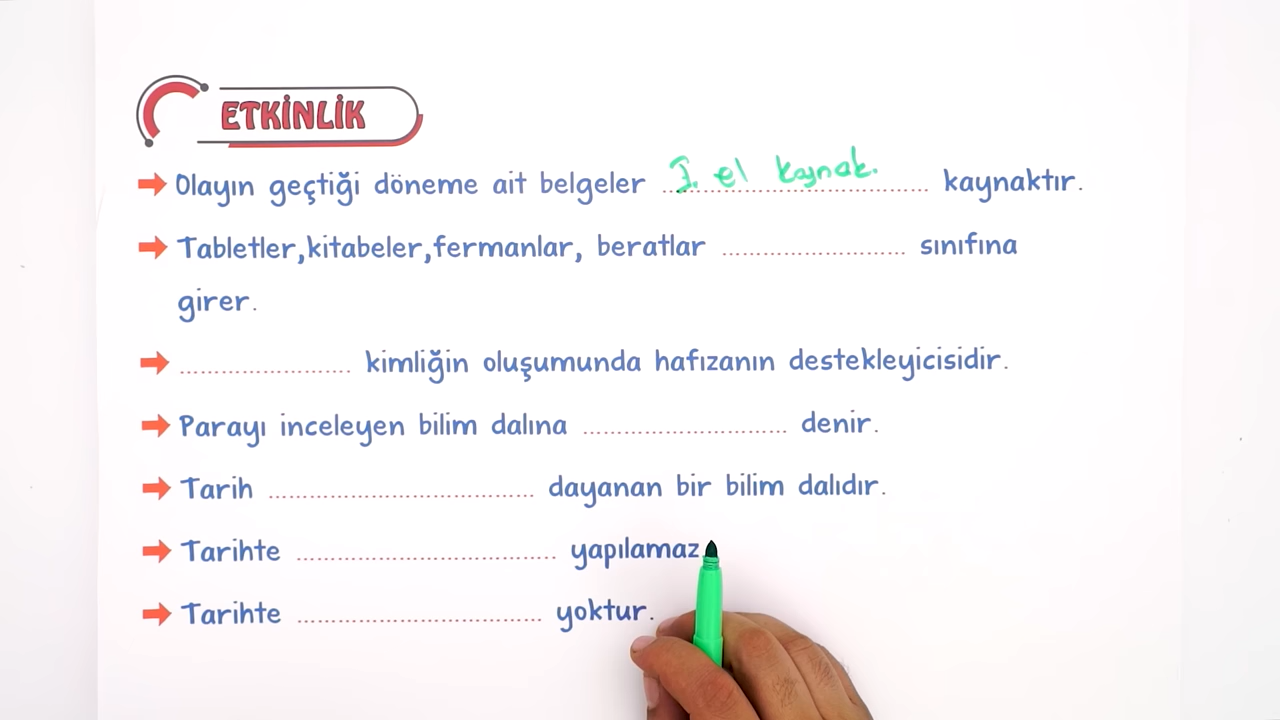 ETKİNLİK
Olayın geçtiği döneme ait belgeler I. el kaynak. kaynaktır.
Tabletler,kitabeler,fermanlar, beratlar ........................... sınıfına
girer.
......................... kimliğin oluşumunda hafızanın destekleyicisidir.
Parayı inceleyen bilim dalına .............................. denir.
Tarih ....................................... dayanan bir bilim dalıdır.
Tarihte ...................................... yapılamaz
Tarihte .................................... yoktur.